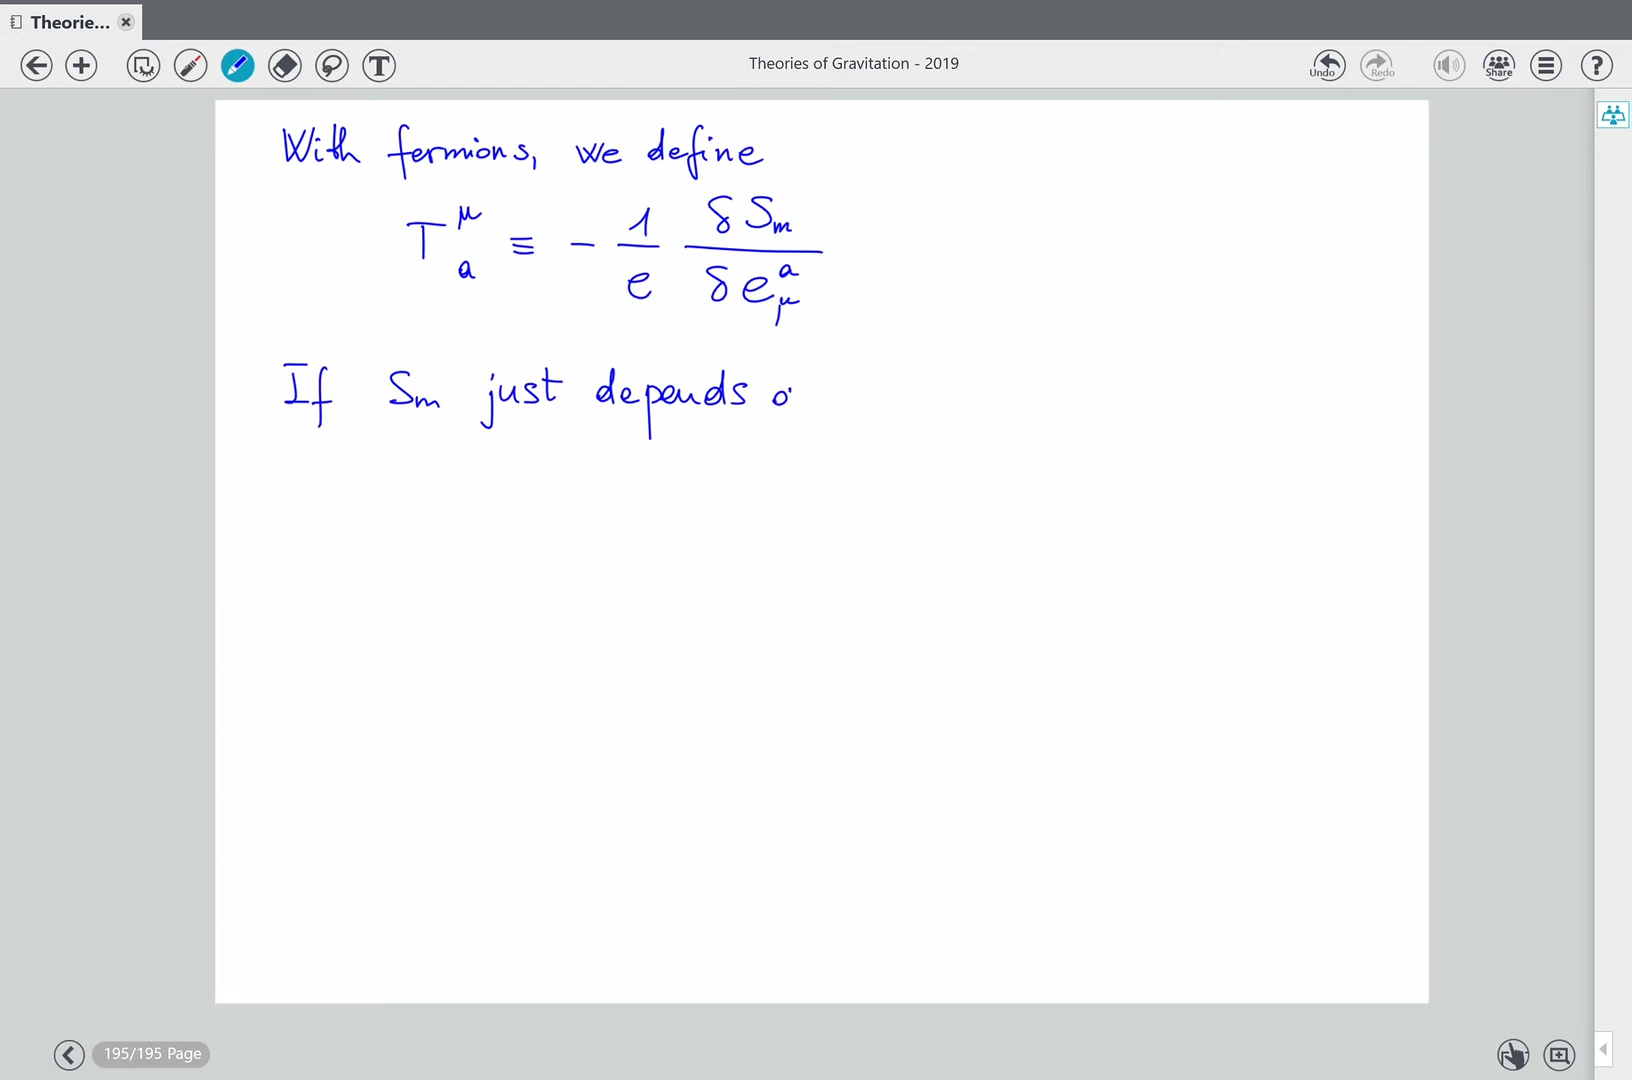 Theorie...
Undo Redo Share
Theories of Gravitation - 2019
With fermions, we define
T^μ_a ≡ - 1/e δS_m/δe^a_μ
If S_m just depends o
195/195 Page